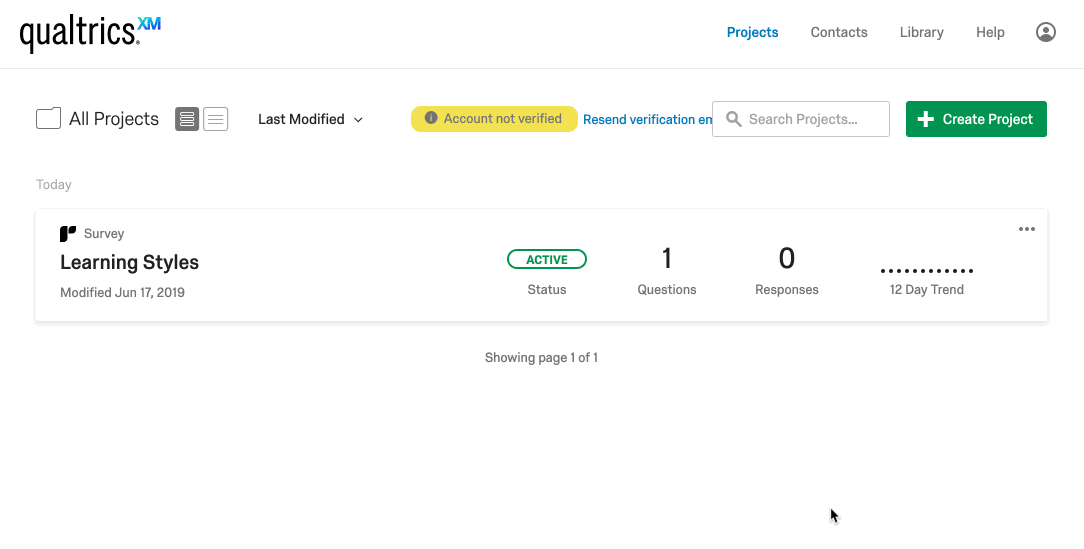 qualtrics.XM
Projects Contacts Library Help
All Projects Last Modified Account not verified Resend verification em Search Projects... Create Project
Today
Survey
Learning Styles
Modified Jun 17, 2019
ACTIVE 1 0
Status Questions Responses 12 Day Trend
Showing page 1 of 1